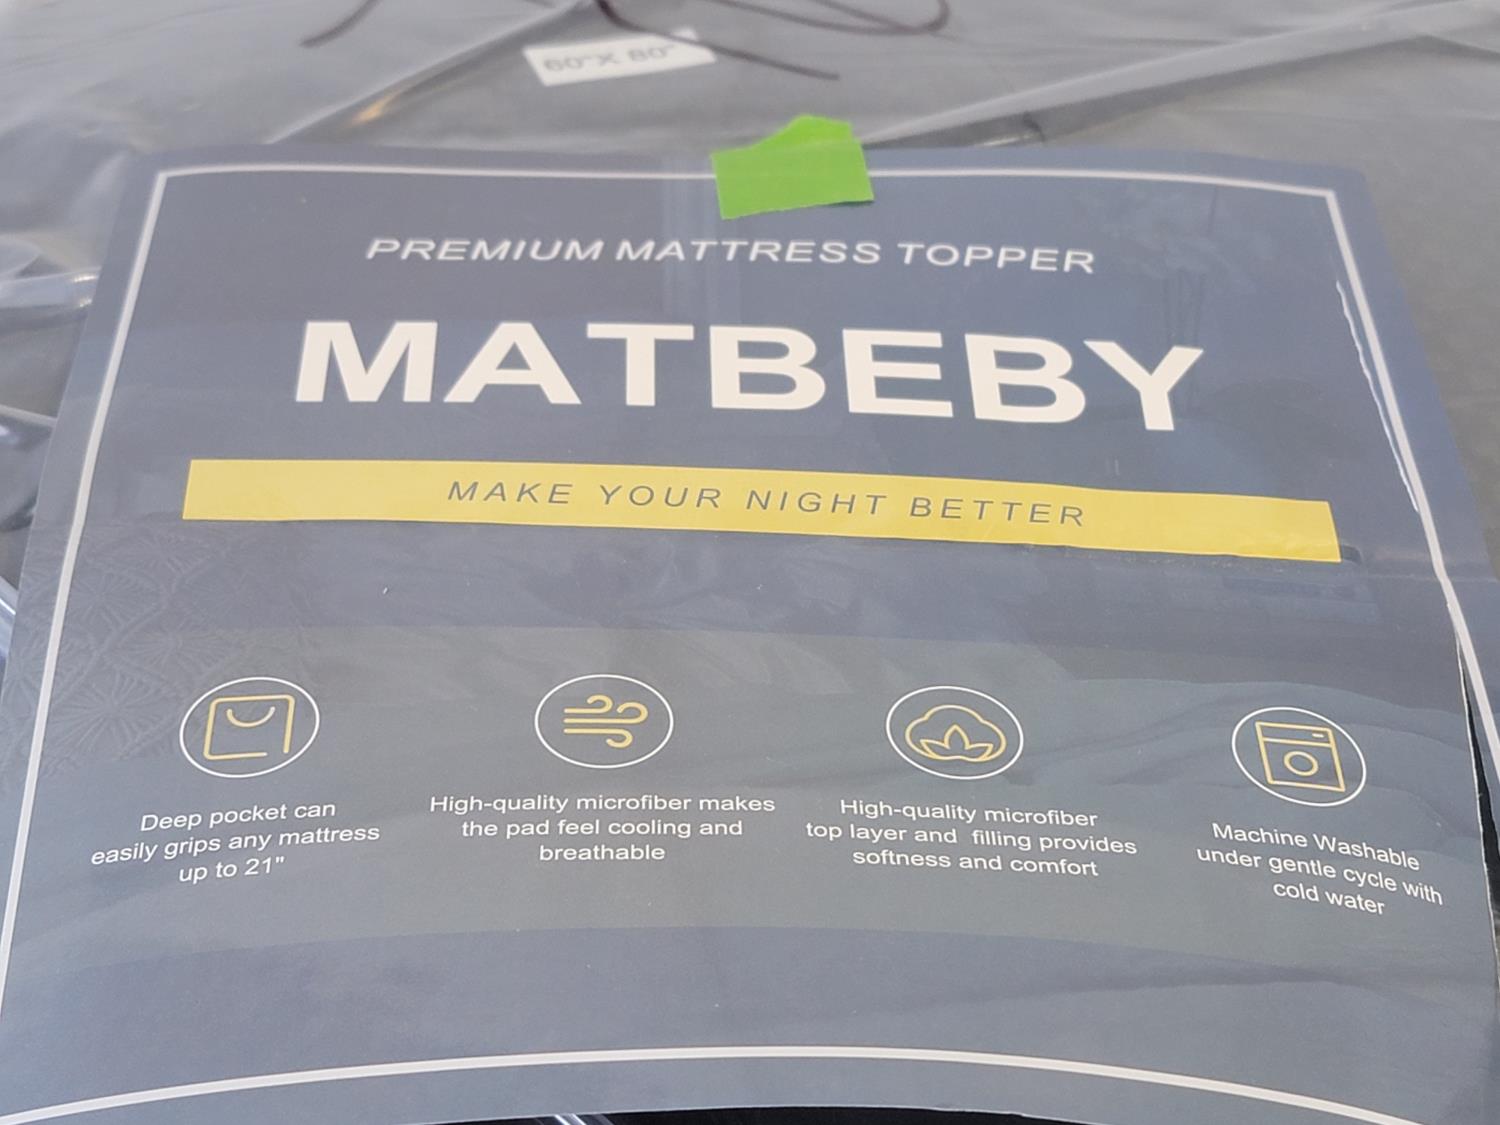 60"X 80"
PREMIUM MATTRESS TOPPER
MATBEBY
MAKE YOUR NIGHT BETTER
Deep pocket can
easily grips any mattress
up to 21"
High-quality microfiber makes
the pad feel cooling and
breathable
High-quality microfiber
top layer and filling provides
softness and comfort
Machine Washable
under gentle cycle with
cold water